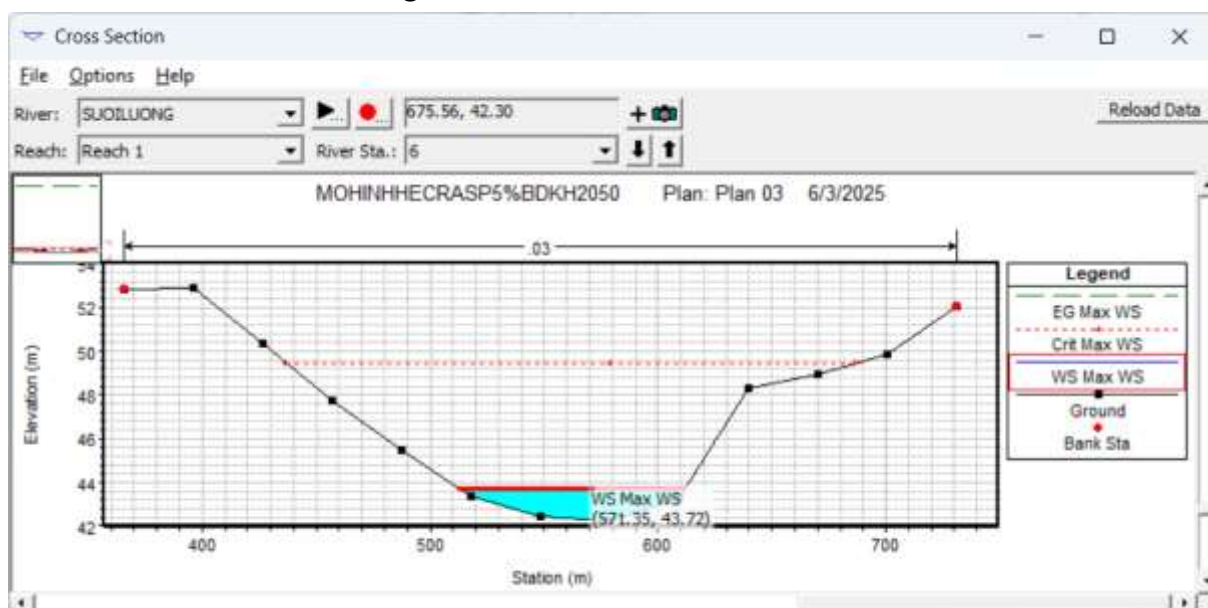 Cross Section
File Options Help
River: SUOILUONG 675.56, 42.30 Reload Data
Reach: Reach 1 River Sta.: 6
MOHINHHECRASP5%BDKH2050 Plan: Plan 03 6/3/2025
.03
54
52
50
48
46
44
42
400 500 600 700
Elevation (m)
Station (m)
WS Max WS
(571.35, 43.72)
Legend
EG Max WS
Crit Max WS
WS Max WS
Ground
Bank Sta